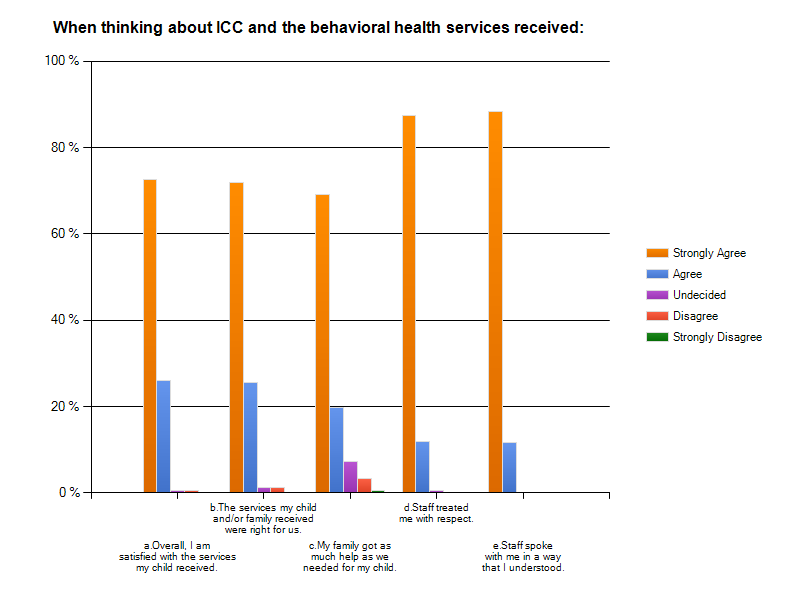 When thinking about ICC and the behavioral health services received:
100 %
80 %
60 %
40 %
20 %
0 %
Strongly Agree
Agree
Undecided
Disagree
Strongly Disagree
b.The services my child
and/or family received
were right for us.
d.Staff treated
me with respect.
a.Overall, I am
satisfied with the services
my child received.
c.My family got as
much help as we
needed for my child.
e.Staff spoke
with me in a way
that I understood.